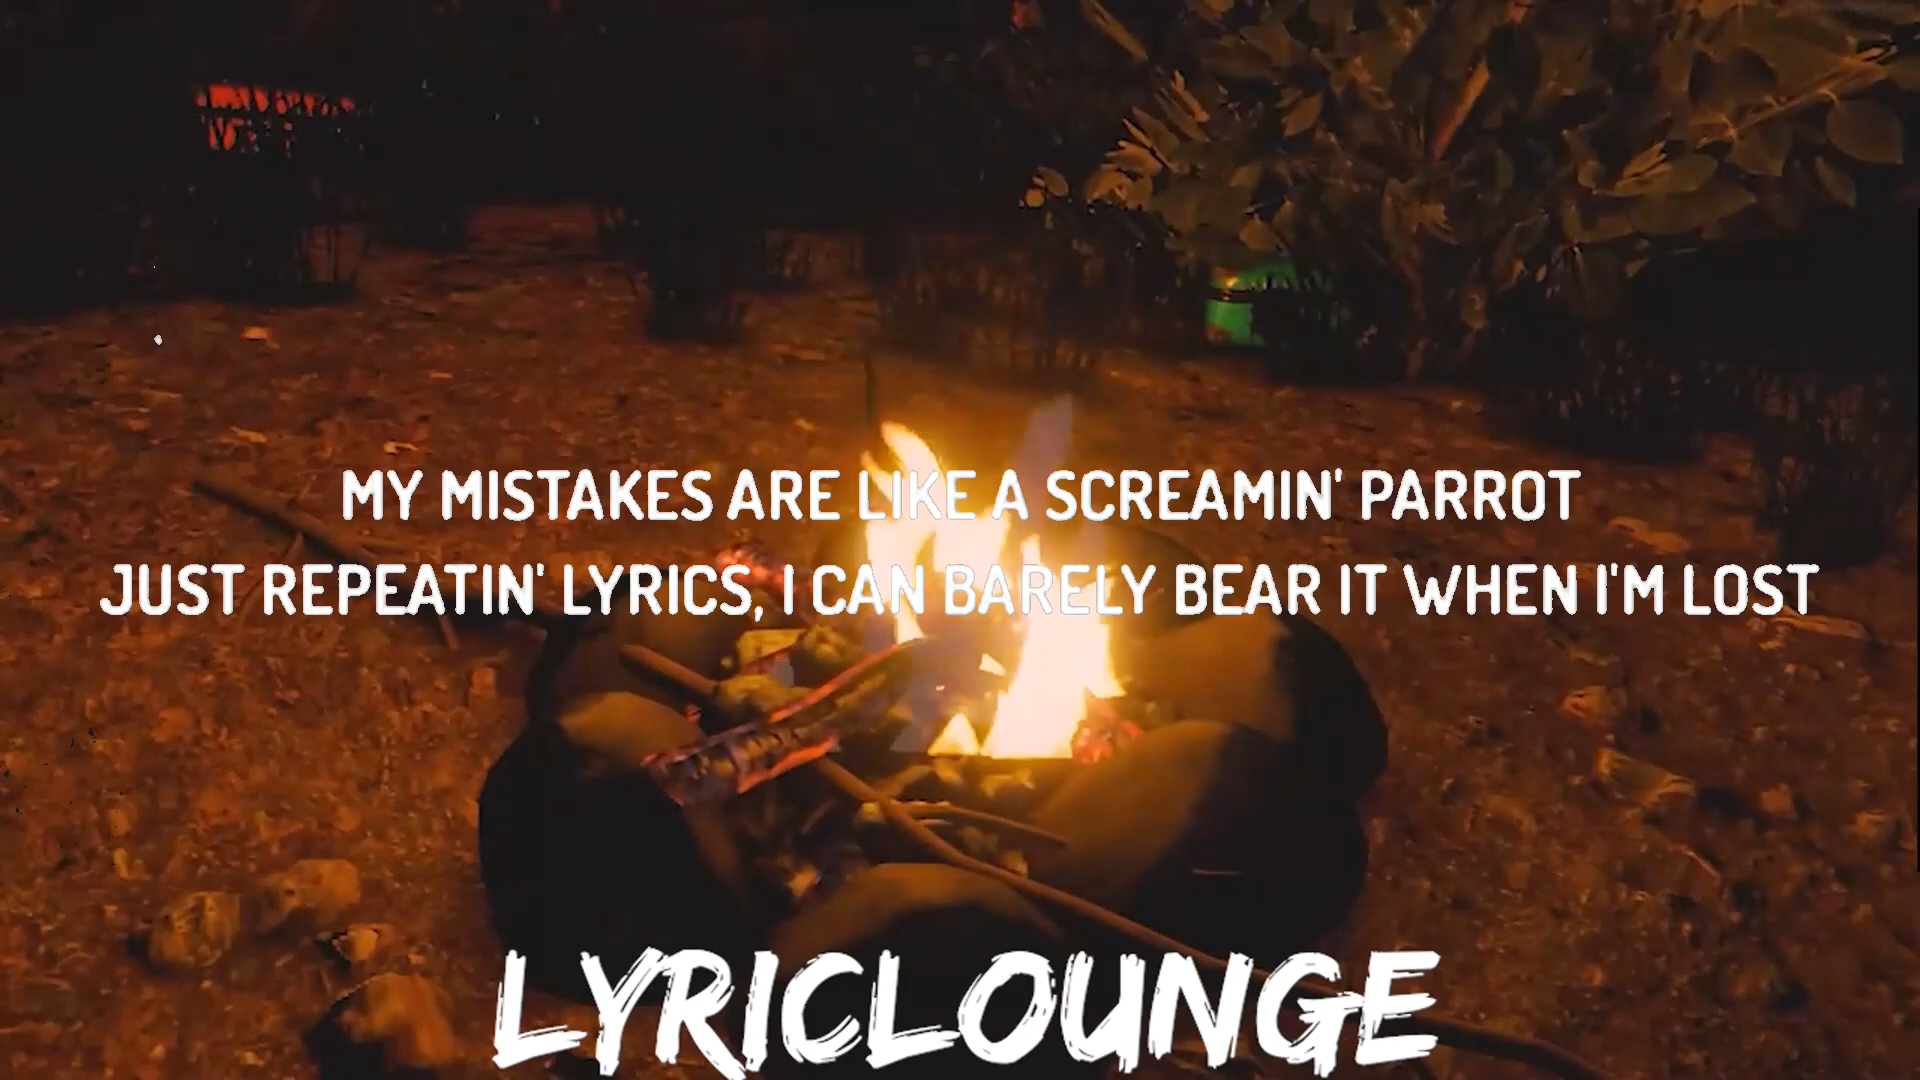 MY MISTAKES ARE LIKE A SCREAMIN' PARROT
JUST REPEATIN' LYRICS, I CAN BARELY BEAR IT WHEN I'M LOST
LYRICLOUNGE